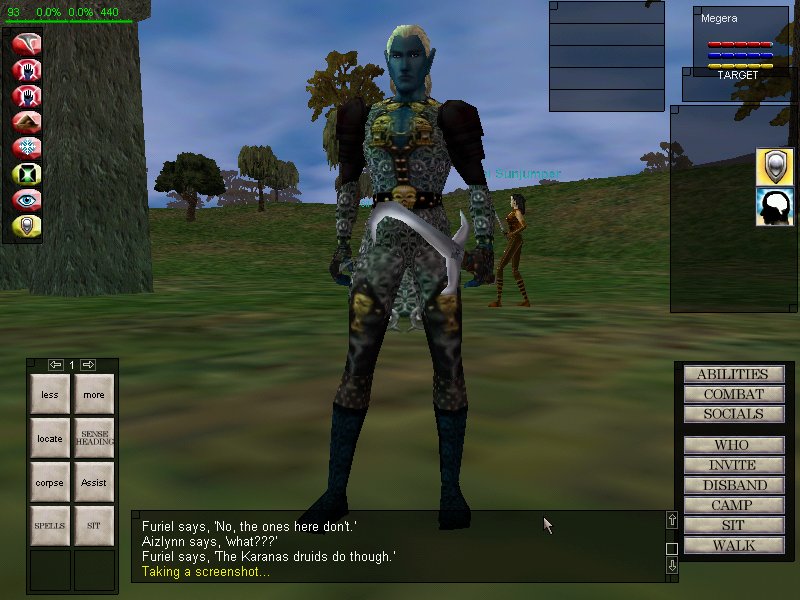 93 0.0% 0.0% 440
Megera
TARGET
Sunjumper
1
less
more
locate
SENSE HEADING
corpse
Assist
SPELLS
SIT
ABILITIES
COMBAT
SOCIALS
WHO
INVITE
DISBAND
CAMP
SIT
WALK
Furiel says, 'No, the ones here don't.'
Aizlynn says, 'what???'
Furiel says, 'The Karanas druids do though.'
Taking a screenshot...